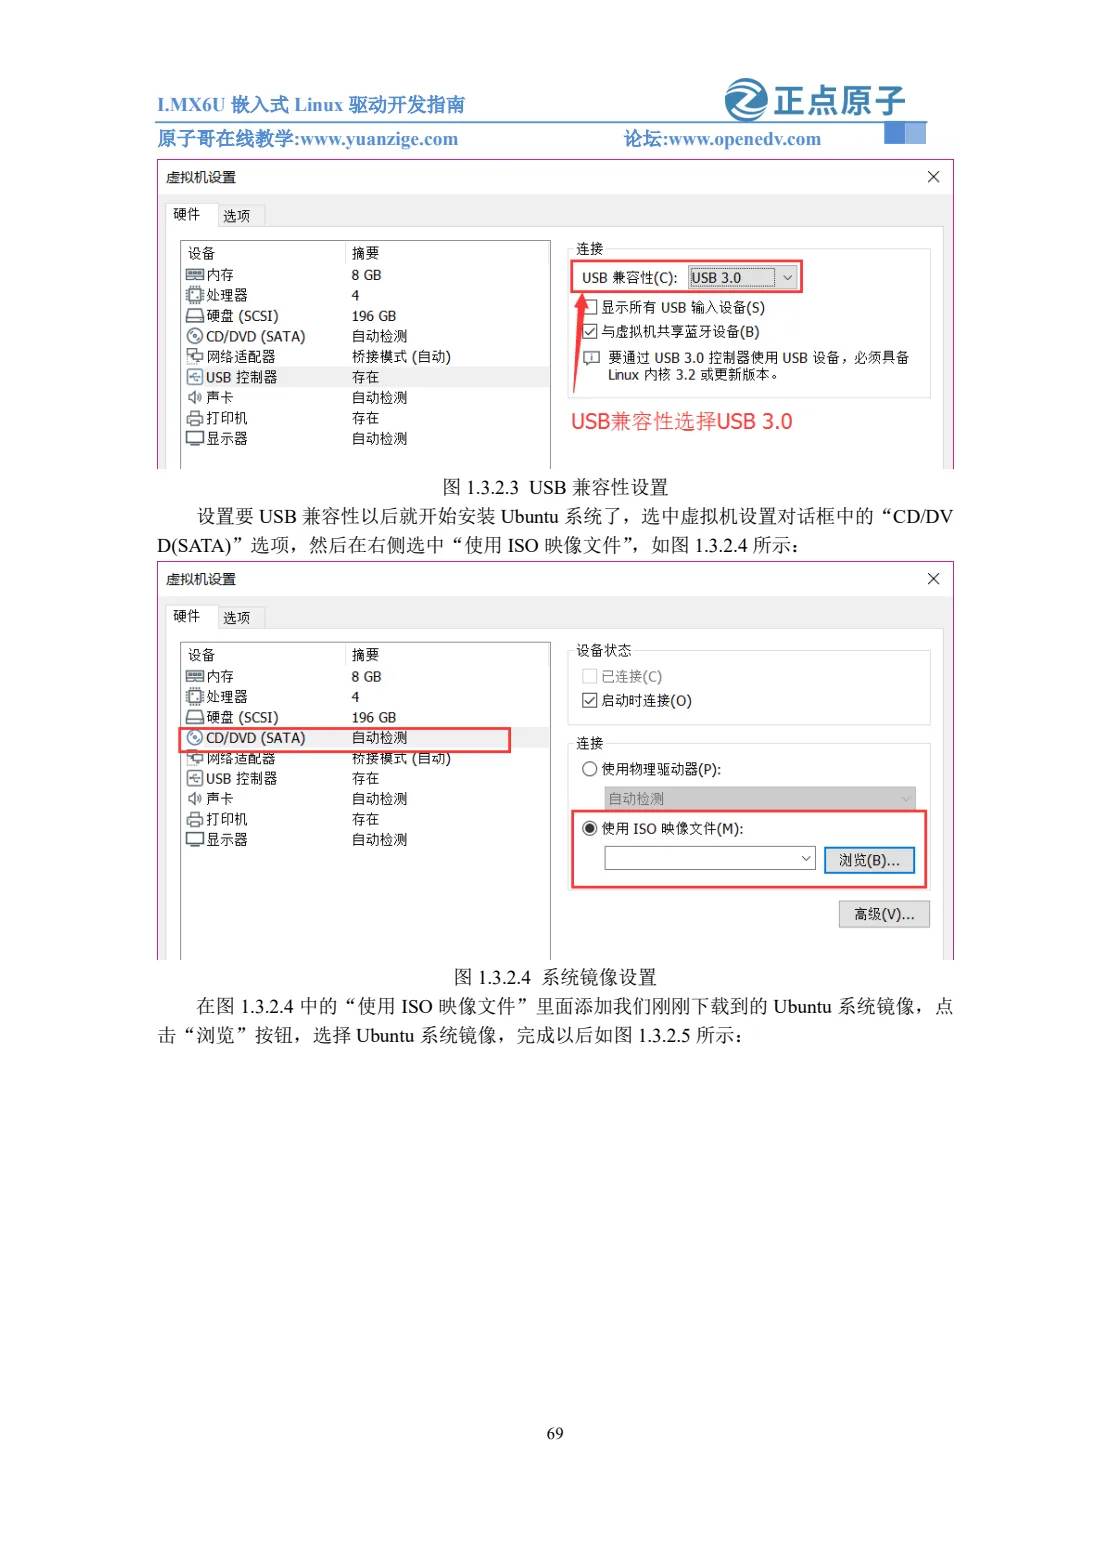 I.MX6U 嵌入式 Linux 驱动开发指南
正点原子
原子哥在线教学:www.yuanzige.com 论坛:www.openedv.com
虚拟机设置
硬件 选项
设备 摘要
内存 8 GB
处理器 4
硬盘 (SCSI) 196 GB
CD/DVD (SATA) 自动检测
网络适配器 桥接模式 (自动)
USB 控制器 存在
声卡 自动检测
打印机 存在
显示器 自动检测
连接
USB 兼容性(C): USB 3.0
显示所有 USB 输入设备(S)
与虚拟机共享蓝牙设备(B)
要通过 USB 3.0 控制器使用 USB 设备，必须具备
Linux 内核 3.2 或更新版本。
USB兼容性选择USB 3.0
图 1.3.2.3 USB 兼容性设置
设置要 USB 兼容性以后就开始安装 Ubuntu 系统了，选中虚拟机设置对话框中的“CD/DV
D(SATA)”选项，然后在右侧选中“使用 ISO 映像文件”，如图 1.3.2.4 所示：
虚拟机设置
硬件 选项
设备 摘要
内存 8 GB
处理器 4
硬盘 (SCSI) 196 GB
CD/DVD (SATA) 自动检测
网络适配器 桥接模式 (自动)
USB 控制器 存在
声卡 自动检测
打印机 存在
显示器 自动检测
设备状态
已连接(C)
启动时连接(O)
连接
使用物理驱动器(P):
自动检测
使用 ISO 映像文件(M):
浏览(B)...
高级(V)...
图 1.3.2.4 系统镜像设置
在图 1.3.2.4 中的“使用 ISO 映像文件”里面添加我们刚刚下载到的 Ubuntu 系统镜像，点
击“浏览”按钮，选择 Ubuntu 系统镜像，完成以后如图 1.3.2.5 所示：
69